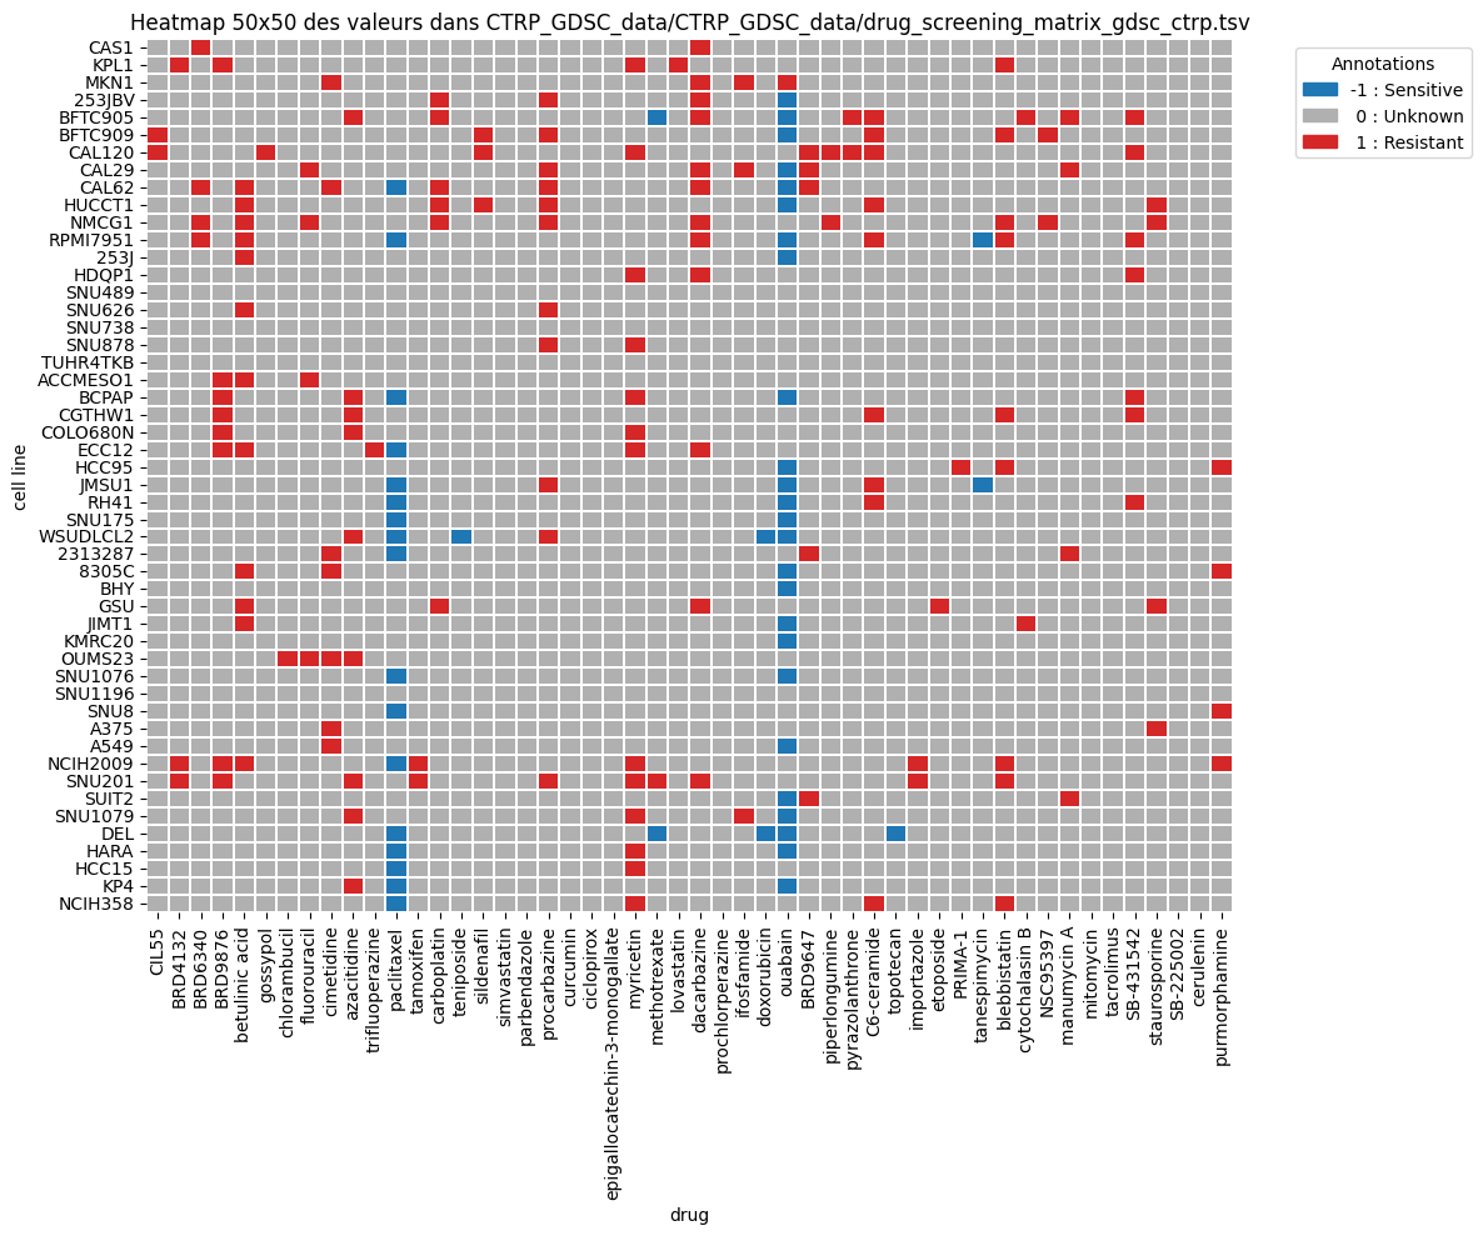 Heatmap 50x50 des valeurs dans CTRP_GDSC_data/CTRP_GDSC_data/drug_screening_matrix_gdsc_ctrp.tsv
Annotations
-1 : Sensitive
0 : Unknown
1 : Resistant
cell line
CAS1
KPL1
MKN1
253JBV
BFTC905
BFTC909
CAL120
CAL29
CAL62
HUCCT1
NMCG1
RPMI7951
253J
HDQP1
SNU489
SNU626
SNU738
SNU878
TUHR4TKB
ACCMESO1
BCPAP
CGTHW1
COLO680N
ECC12
HCC95
JMSU1
RH41
SNU175
WSUDLCL2
2313287
8305C
BHY
GSU
JIMT1
KMRC20
OUMS23
SNU1076
SNU1196
SNU8
A375
A549
NCIH2009
SNU201
SUIT2
SNU1079
DEL
HARA
HCC15
KP4
NCIH358
CIL55
BRD4132
BRD6340
BRD9876
betulinic acid
gossypol
chlorambucil
fluorouracil
cimetidine
azacitidine
trifluoperazine
paclitaxel
tamoxifen
carboplatin
teniposide
sildenafil
simvastatin
parbendazole
procarbazine
curcumin
ciclopirox
epigallocatechin-3-monogallate
myricetin
methotrexate
lovastatin
dacarbazine
prochlorperazine
ifosfamide
doxorubicin
ouabain
BRD9647
piperlongumine
pyrazolanthrone
C6-ceramide
topotecan
importazole
etoposide
PRIMA-1
tanespimycin
blebbistatin
cytochalasin B
NSC95397
manumycin A
mitomycin
tacrolimus
SB-431542
staurosporine
SB-225002
cerulenin
purmorphamine
drug